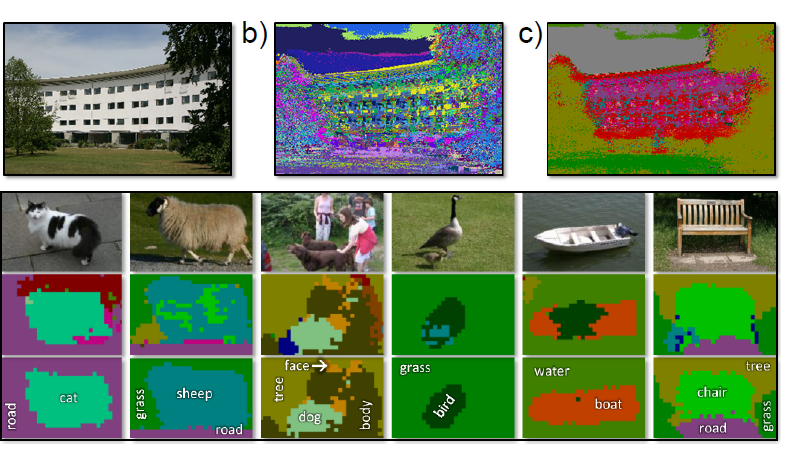 b)
c)
road
cat
grass
sheep
road
face →
tree
dog
body
grass
bird
water
boat
tree
chair
road
grass